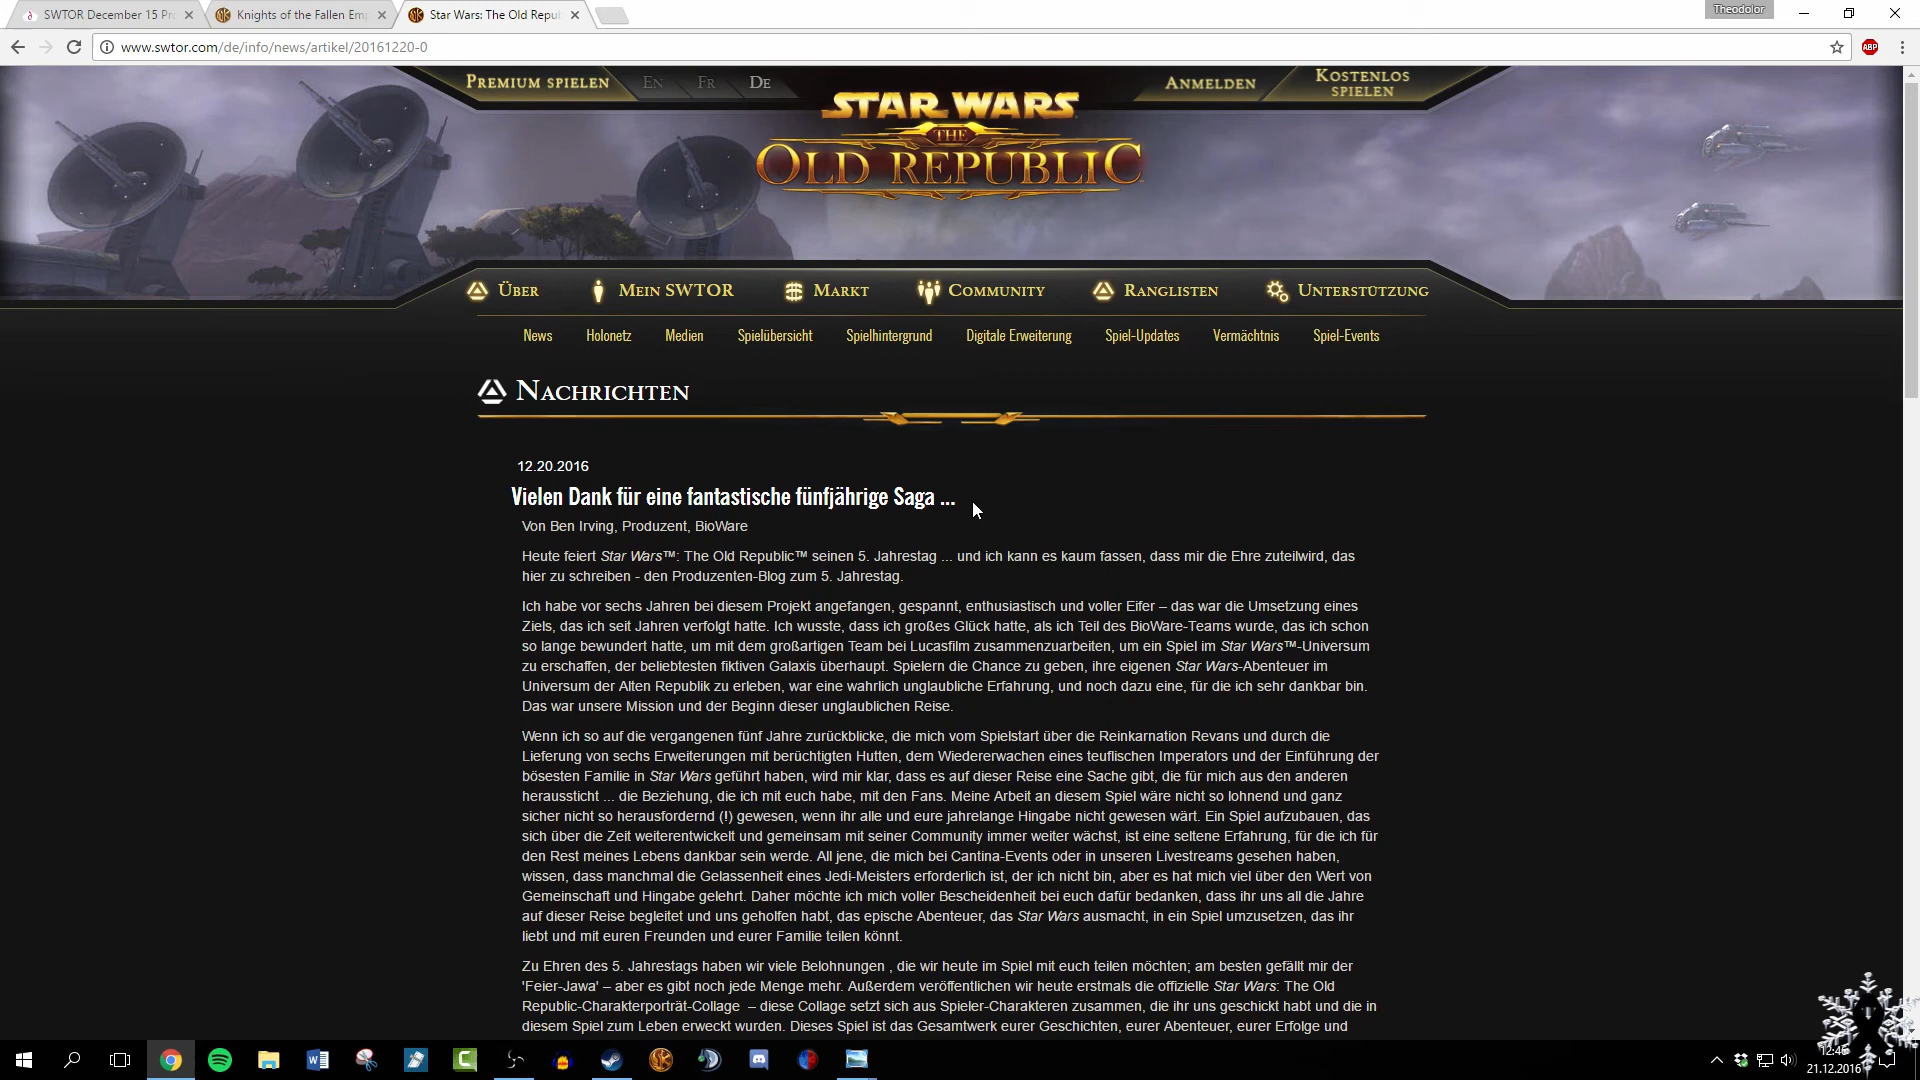 SWTOR December 15 Pro
Knights of the Fallen Emp
Star Wars: The Old Repu
Theodolor
www.swtor.com/de/info/news/artikel/20161220-0
ABP
PREMIUM SPIELEN
EN
FR
DE
ANMELDEN
KOSTENLOS
SPIELEN
STAR WARS
THE
OLD REPUBLIC
ÜBER
MEIN SWTOR
MARKT
COMMUNITY
RANGLISTEN
UNTERSTÜTZUNG
News
Holonetz
Medien
Spielübersicht
Spielhintergrund
Digitale Erweiterung
Spiel-Updates
Vermächtnis
Spiel-Events
NACHRICHTEN
12.20.2016
Vielen Dank für eine fantastische fünfjährige Saga ...
Von Ben Irving, Produzent, BioWare
Heute feiert Star Wars™: The Old Republic™ seinen 5. Jahrestag ... und ich kann es kaum fassen, dass mir die Ehre zuteilwird, das
hier zu schreiben - den Produzenten-Blog zum 5. Jahrestag.
Ich habe vor sechs Jahren bei diesem Projekt angefangen, gespannt, enthusiastisch und voller Eifer – das war die Umsetzung eines
Ziels, das ich seit Jahren verfolgt hatte. Ich wusste, dass ich großes Glück hatte, als ich Teil des BioWare-Teams wurde, das ich schon
so lange bewundert hatte, um mit dem großartigen Team bei Lucasfilm zusammenzuarbeiten, um ein Spiel im Star Wars™-Universum
zu erschaffen, der beliebtesten fiktiven Galaxis überhaupt. Spielern die Chance zu geben, ihre eigenen Star Wars-Abenteuer im
Universum der Alten Republik zu erleben, war eine wahrlich unglaubliche Erfahrung, und noch dazu eine, für die ich sehr dankbar bin.
Das war unsere Mission und der Beginn dieser unglaublichen Reise.
Wenn ich so auf die vergangenen fünf Jahre zurückblicke, die mich vom Spielstart über die Reinkarnation Revans und durch die
Lieferung von sechs Erweiterungen mit berüchtigten Hutten, dem Wiedererwachen eines teuflischen Imperators und der Einführung der
bösesten Familie in Star Wars geführt haben, wird mir klar, dass es auf dieser Reise eine Sache gibt, die für mich aus den anderen
heraussticht ... die Beziehung, die ich mit euch habe, mit den Fans. Meine Arbeit an diesem Spiel wäre nicht so lohnend und ganz
sicher nicht so herausfordernd (!) gewesen, wenn ihr alle und eure jahrelange Hingabe nicht gewesen wärt. Ein Spiel aufzubauen, das
sich über die Zeit weiterentwickelt und gemeinsam mit seiner Community immer weiter wächst, ist eine seltene Erfahrung, für die ich für
den Rest meines Lebens dankbar sein werde. All jene, die mich bei Cantina-Events oder in unseren Livestreams gesehen haben,
wissen, dass manchmal die Gelassenheit eines Jedi-Meisters erforderlich ist, der ich nicht bin, aber es hat mich viel über den Wert von
Gemeinschaft und Hingabe gelehrt. Daher möchte ich mich voller Bescheidenheit bei euch dafür bedanken, dass ihr uns all die Jahre
auf dieser Reise begleitet und uns geholfen habt, das epische Abenteuer, das Star Wars ausmacht, in ein Spiel umzusetzen, das ihr
liebt und mit euren Freunden und eurer Familie teilen könnt.
Zu Ehren des 5. Jahrestags haben wir viele Belohnungen , die wir heute im Spiel mit euch teilen möchten; am besten gefällt mir der
'Feier-Jawa' – aber es gibt noch jede Menge mehr. Außerdem veröffentlichen wir heute erstmals die offizielle Star Wars: The Old
Republic-Charakterporträt-Collage – diese Collage setzt sich aus Spieler-Charakteren zusammen, die ihr uns geschickt habt und die in
diesem Spiel zum Leben erweckt wurden. Dieses Spiel ist das Gesamtwerk eurer Geschichten, eurer Abenteuer, eurer Erfolge und
21.12.2016